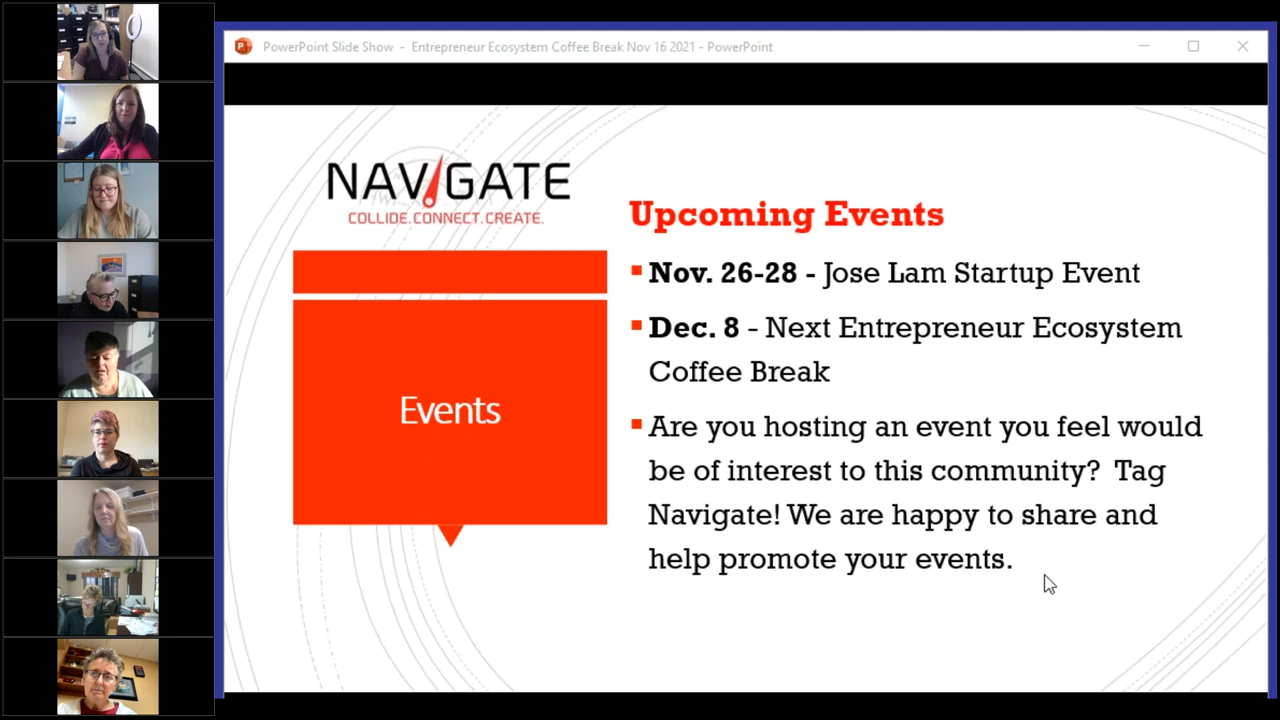 PowerPoint Slide Show - Entrepreneur Ecosystem Coffee Break Nov 16 2021 - PowerPoint
NAVIGATE
COLLIDE.CONNECT.CREATE.
Events
Upcoming Events
Nov. 26-28 - Jose Lam Startup Event
Dec. 8 - Next Entrepreneur Ecosystem
Coffee Break
Are you hosting an event you feel would
be of interest to this community? Tag
Navigate! We are happy to share and
help promote your events.